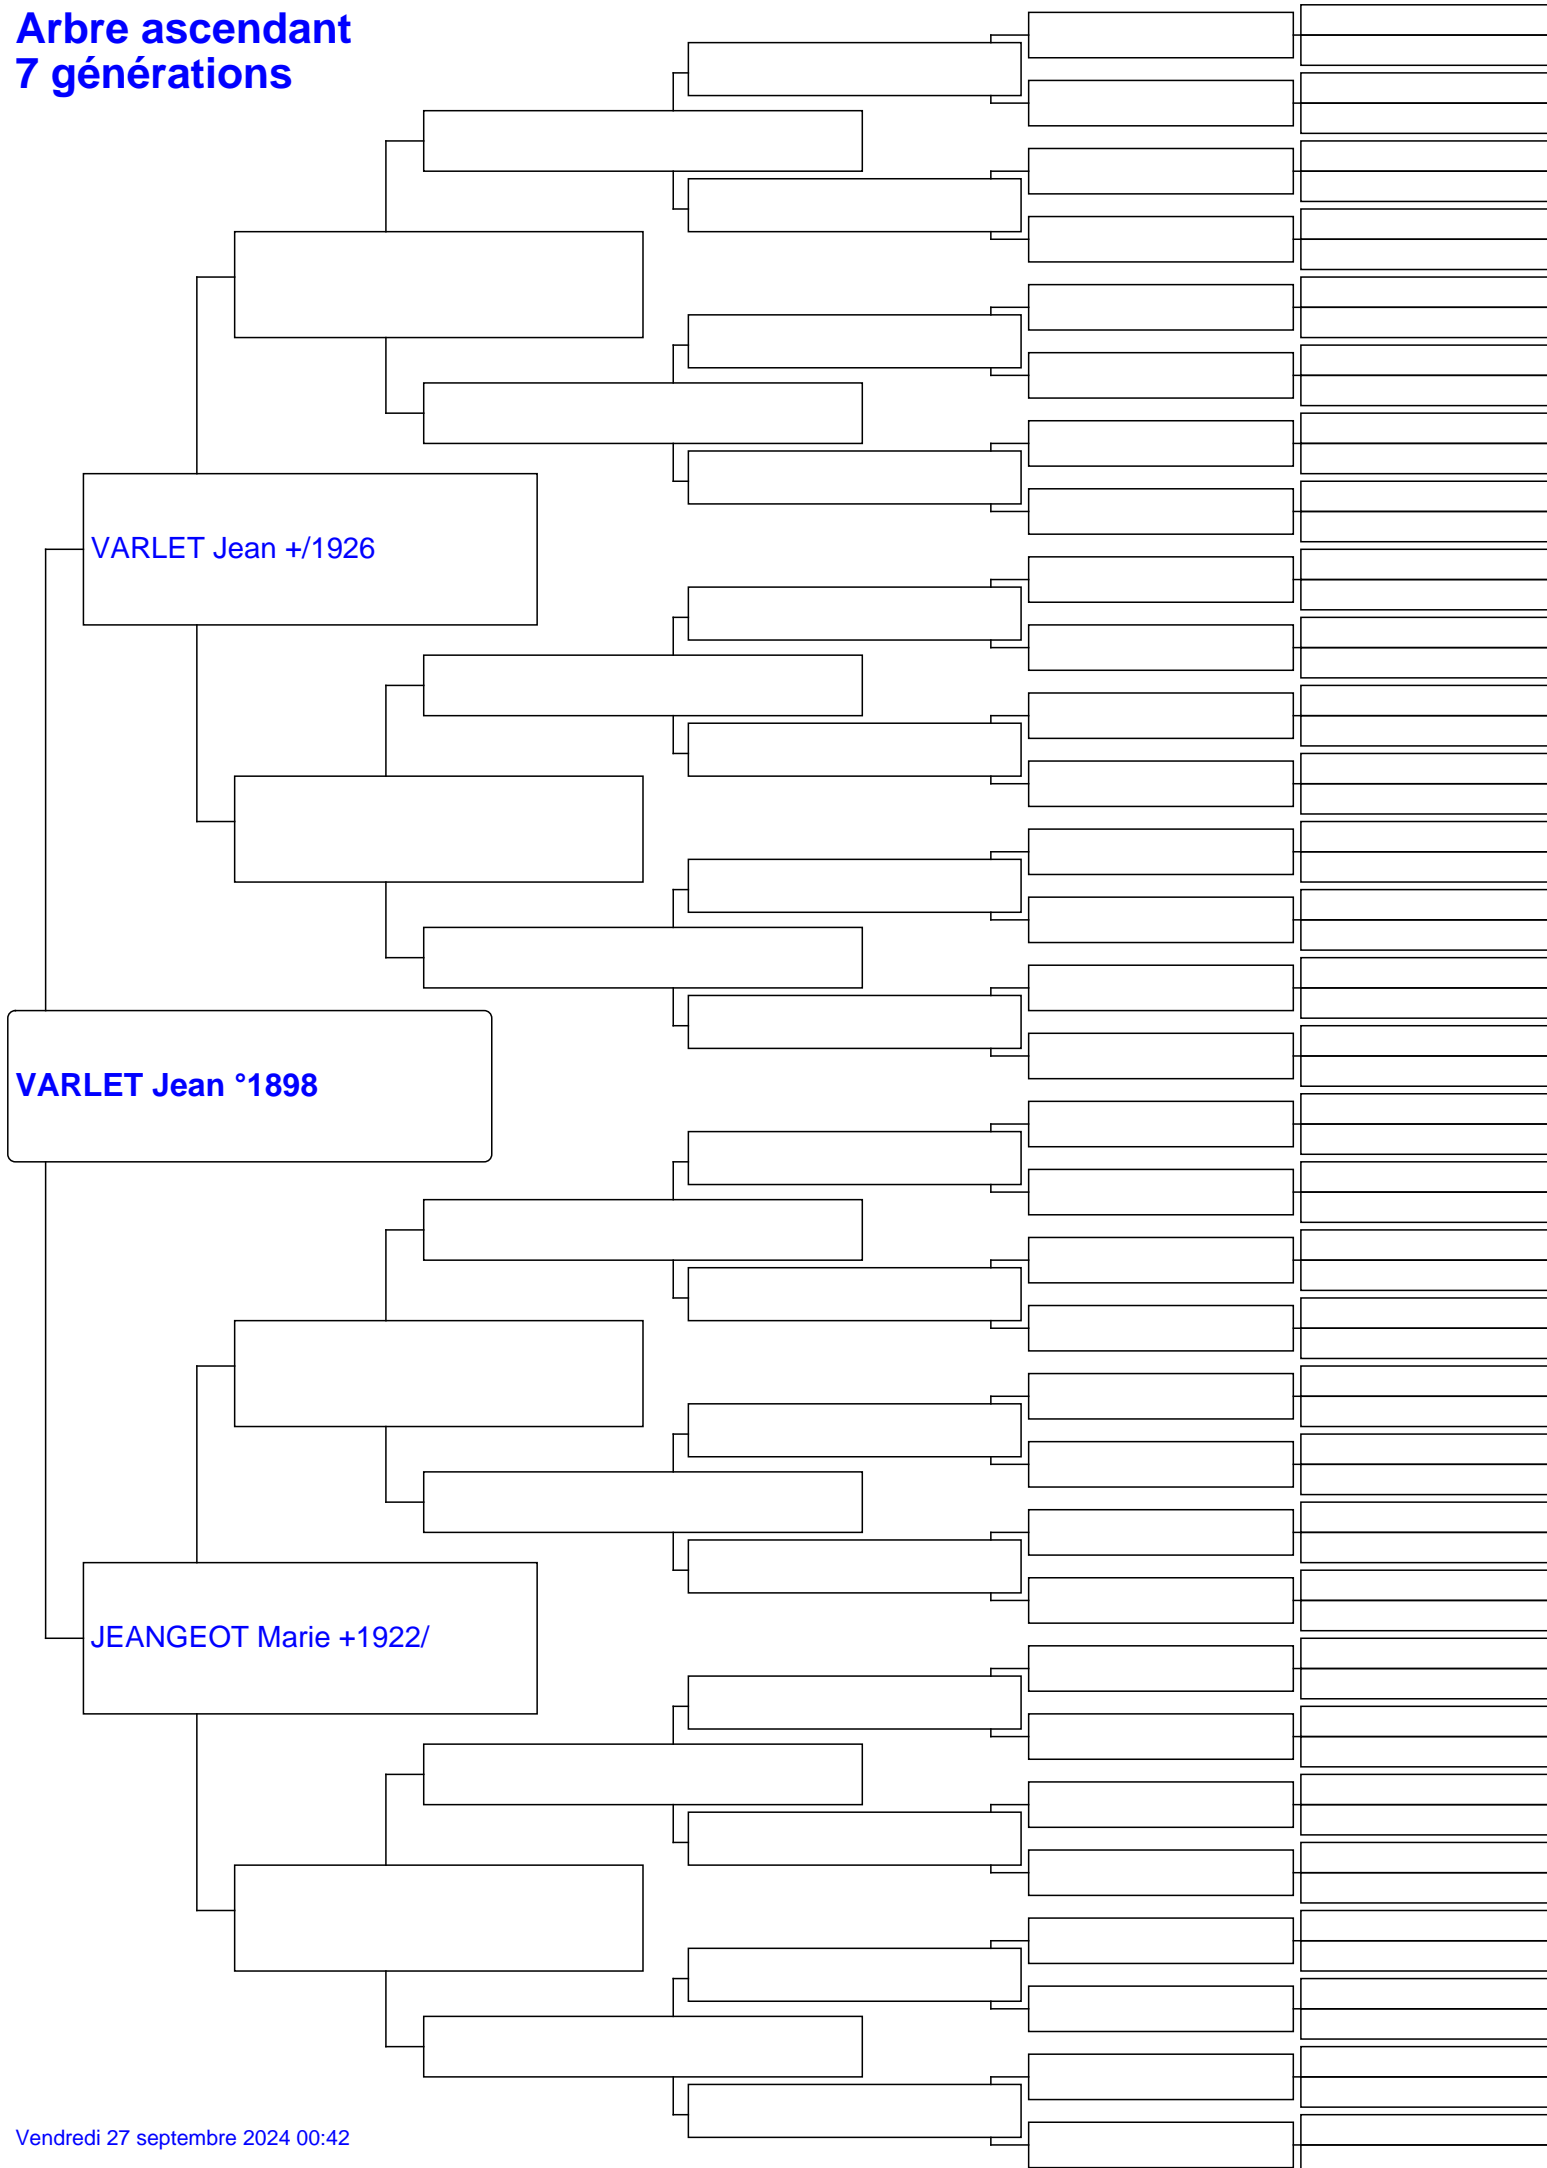 Arbre ascendant
7 générations
VARLET Jean +/1926
VARLET Jean °1898
JEANGEOT Marie +1922/
Vendredi 27 septembre 2024 00:42